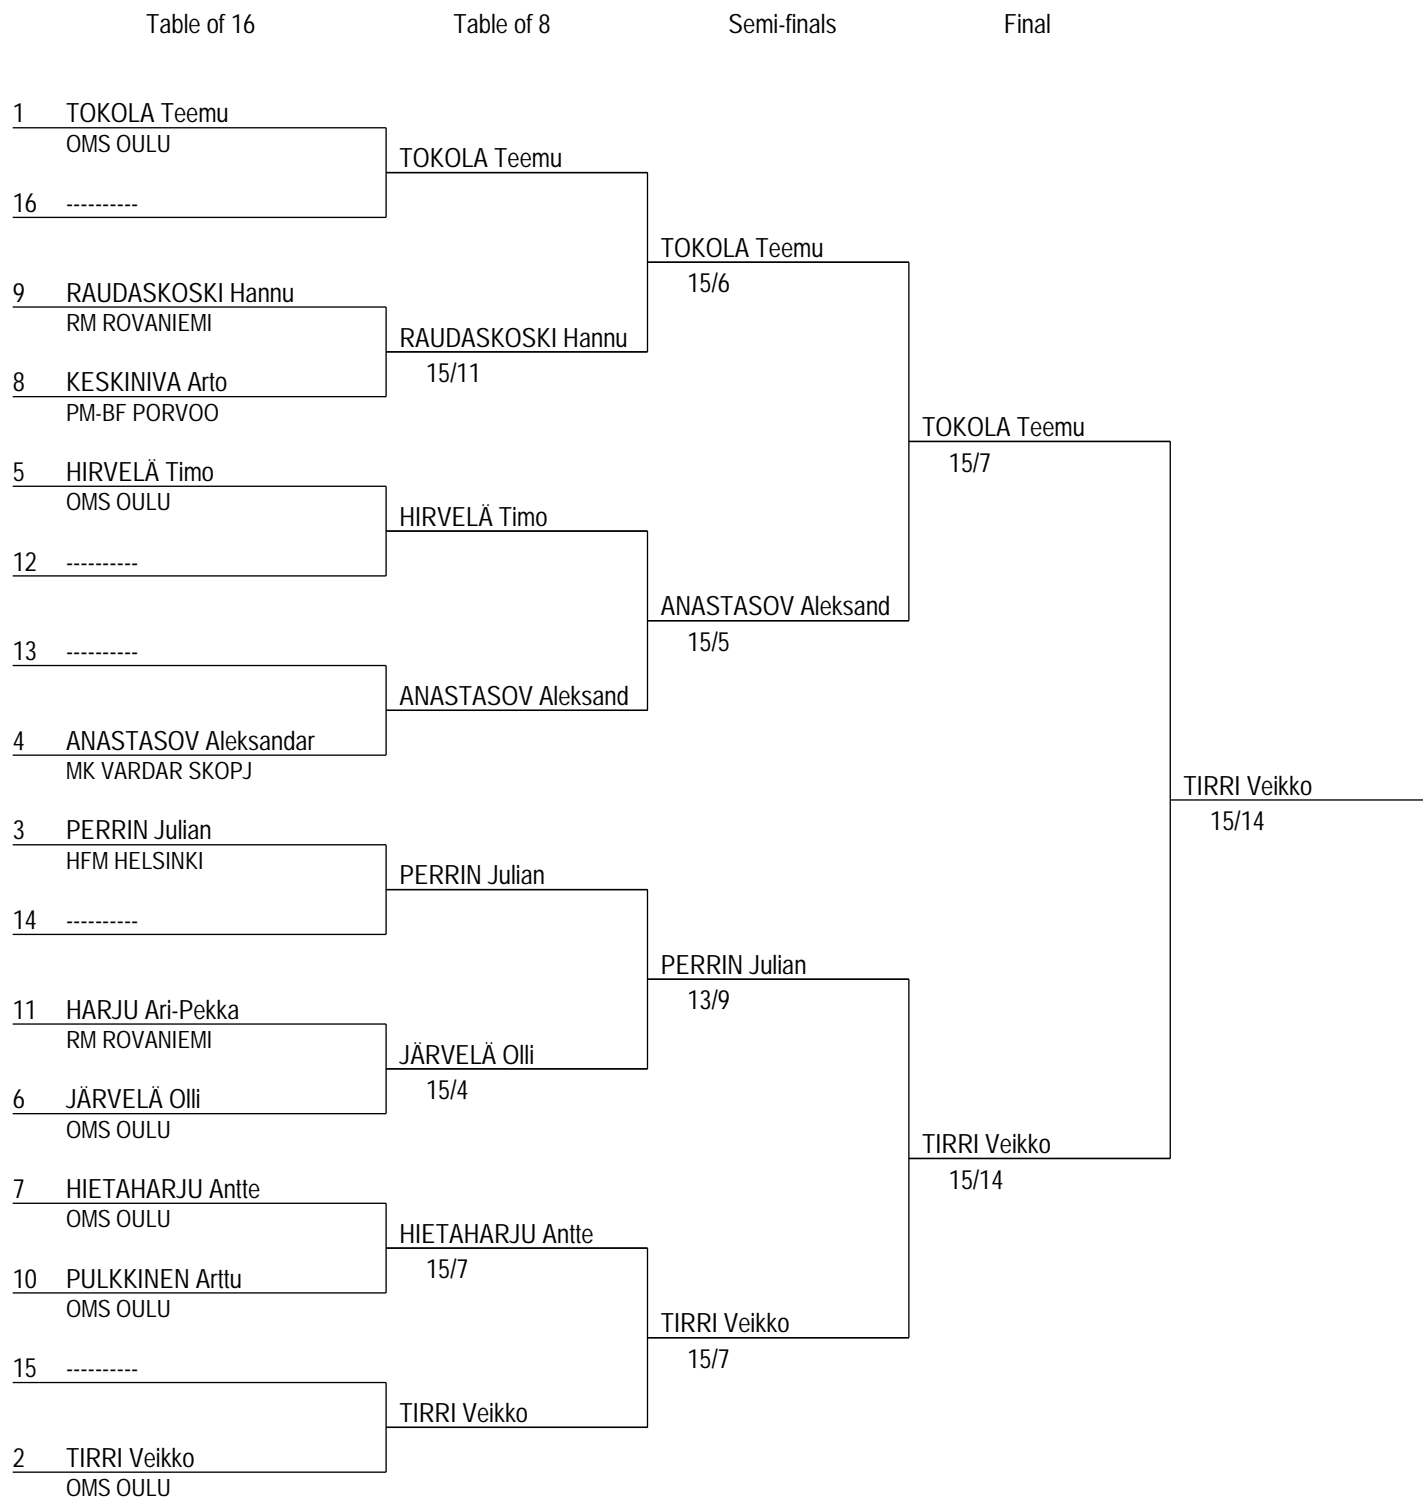 Table of 16 Table of 8 Semi-finals Final
1 TOKOLA Teemu
OMS OULU
TOKOLA Teemu
16 ----------
TOKOLA Teemu
15/6
9 RAUDASKOSKI Hannu
RM ROVANIEMI
RAUDASKOSKI Hannu
15/11
8 KESKINIVA Arto
PM-BF PORVOO
TOKOLA Teemu
15/7
5 HIRVELÄ Timo
OMS OULU
HIRVELÄ Timo
12 ----------
ANASTASOV Aleksand
15/5
13 ----------
ANASTASOV Aleksand
4 ANASTASOV Aleksandar
MK VARDAR SKOPJ
TIRRI Veikko
15/14
3 PERRIN Julian
HFM HELSINKI
PERRIN Julian
14 ----------
PERRIN Julian
13/9
11 HARJU Ari-Pekka
RM ROVANIEMI
JÄRVELÄ Olli
15/4
6 JÄRVELÄ Olli
OMS OULU
TIRRI Veikko
15/14
7 HIETAHARJU Antte
OMS OULU
HIETAHARJU Antte
15/7
10 PULKKINEN Arttu
OMS OULU
TIRRI Veikko
15/7
15 ----------
TIRRI Veikko
2 TIRRI Veikko
OMS OULU